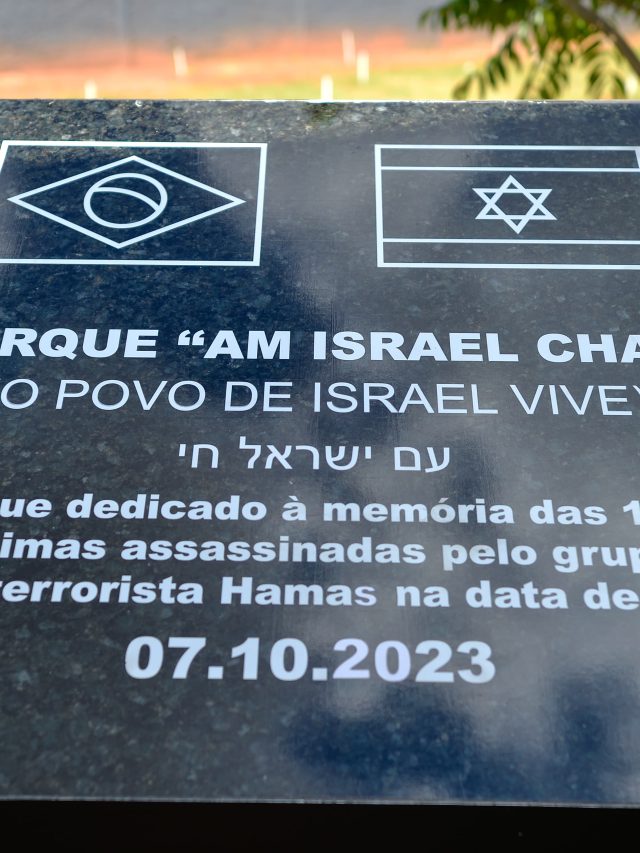 RQUE “AM ISRAEL CHA
O POVO DE ISRAEL VIVE
עם ישראל חי
ue dedicado à memória das 1
imas assassinadas pelo grup
errorista Hamas na data de
07.10.2023